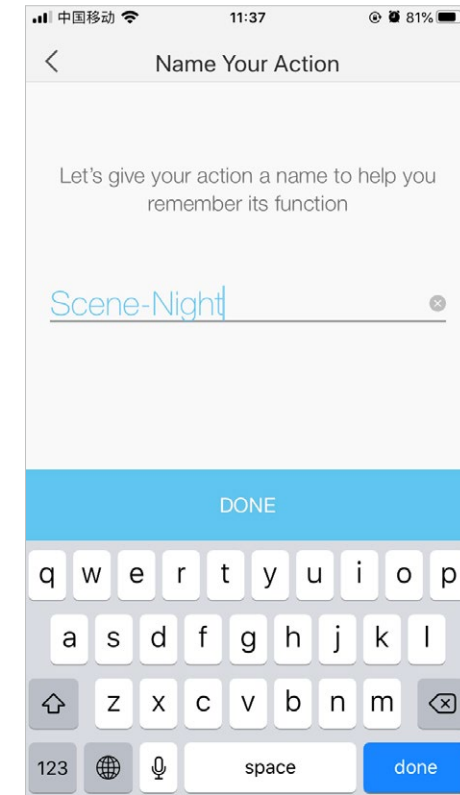 中国移动 11:37 81%
Name Your Action
Let's give your action a name to help you
remember its function
Scene-Night
DONE
q w e r t y u i o p
a s d f g h j k l
z x c v b n m
123 space done